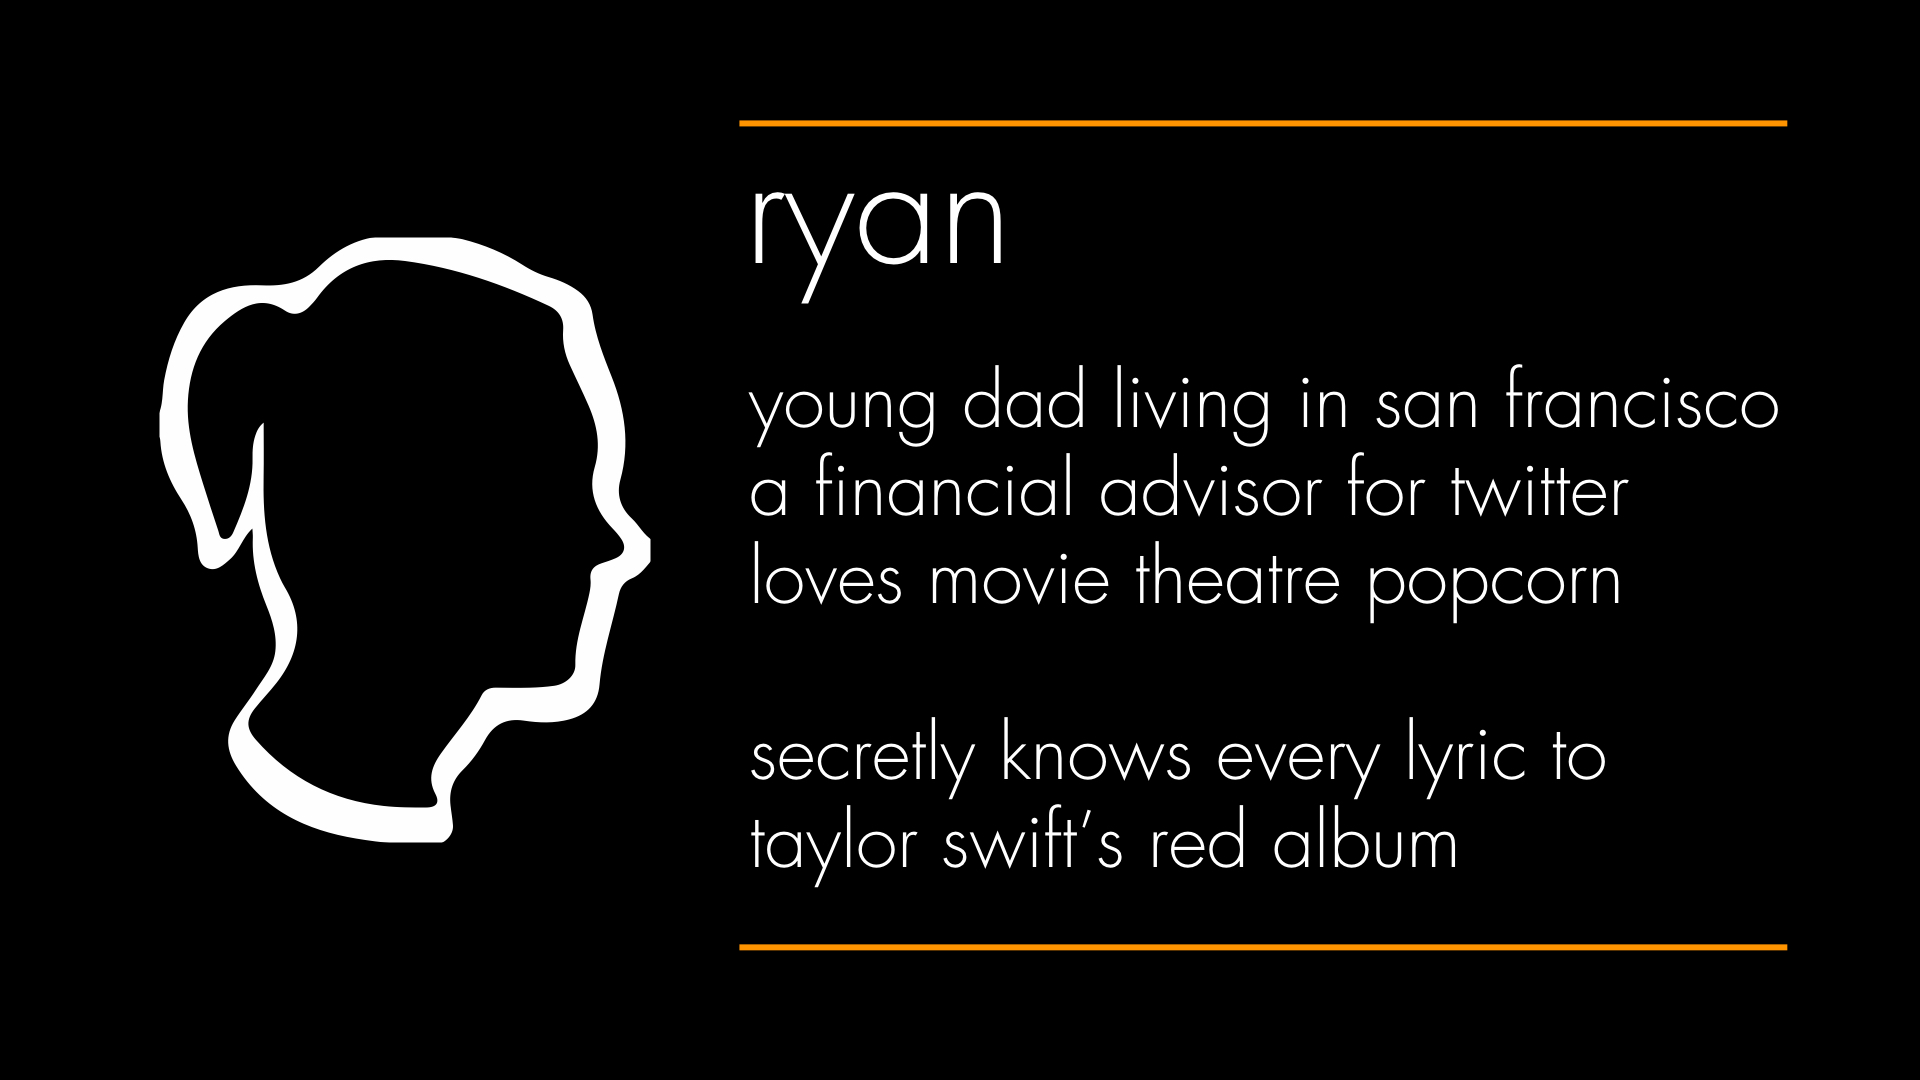 ryan
young dad living in san francisco
a financial advisor for twitter
loves movie theatre popcorn
secretly knows every lyric to
taylor swift’s red album